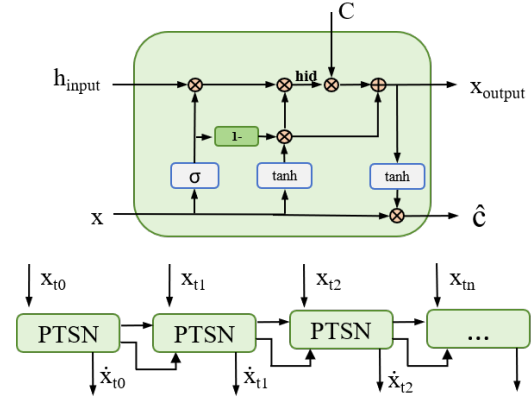 C
h_input hid x_output
1-
σ tanh tanh
x ĉ
x_t0 x_t1 x_t2 x_tn
PTSN PTSN PTSN ...
ẋ_t0 ẋ_t1 ẋ_t2